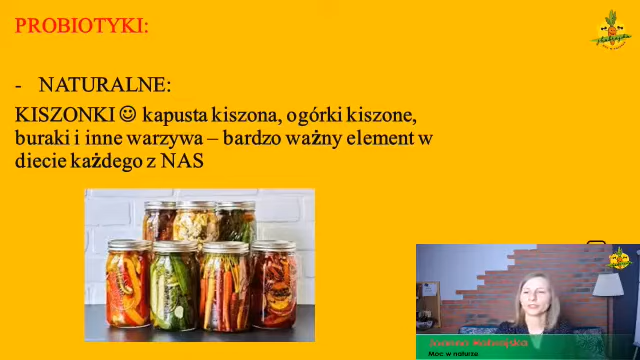 PROBIOTYKI:
- NATURALNE:
KISZONKI ☺ kapusta kiszona, ogórki kiszone,
buraki i inne warzywa – bardzo ważny element w
diecie każdego z NAS
Joanna
Moc w naturze